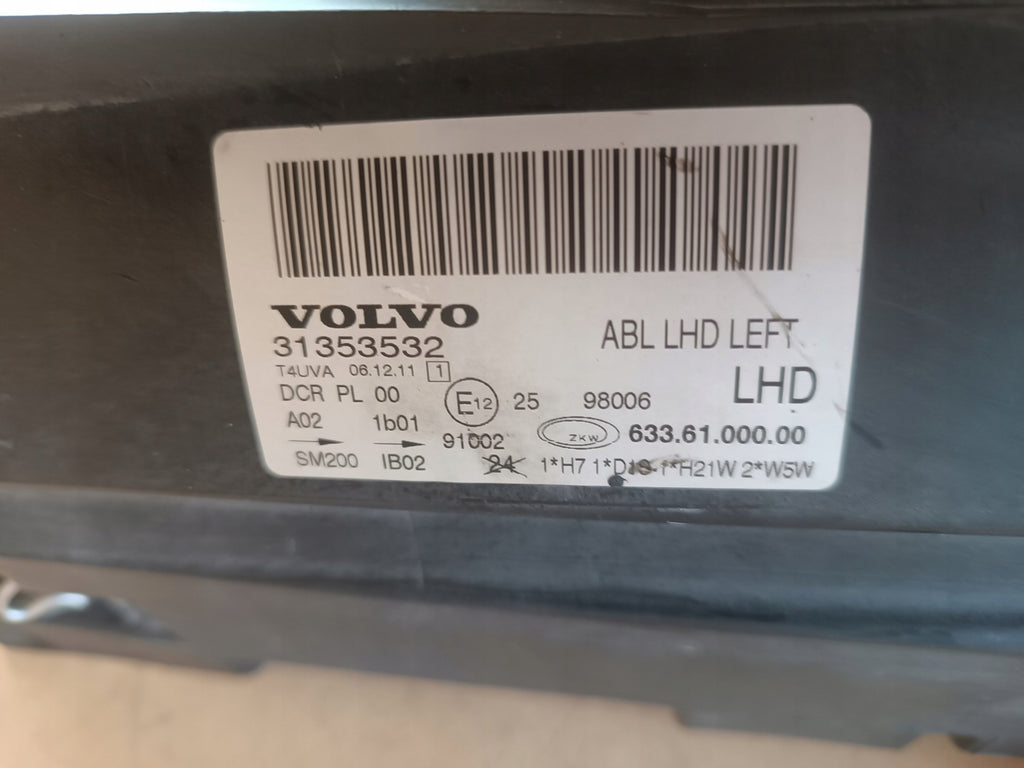 VOLVO
31353532
ABL LHD LEFT
T4UVA 06.12.11 1
LHD
DCR PL 00
E12 25 98006
A02 1b01
91002 ZKW 633.61.000.00
SM200 IB02 24 1*H7 1*D1S 1*H21W 2*W5W